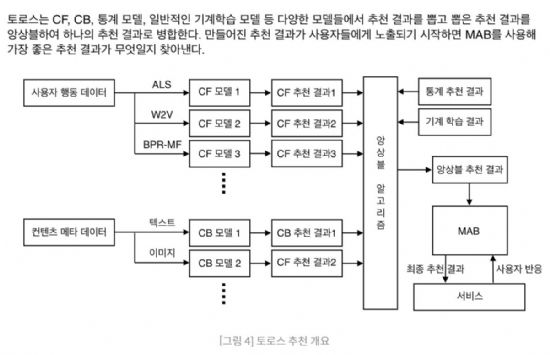 토로스는 CF, CB, 통계 모델, 일반적인 기계학습 모델 등 다양한 모델들에서 추천 결과를 뽑고 뽑은 추천 결과를
앙상블하여 하나의 추천 결과로 병합한다. 만들어진 추천 결과가 사용자들에게 노출되기 시작하면 MAB를 사용해
가장 좋은 추천 결과가 무엇일지 찾아낸다.
사용자 행동 데이터
ALS
CF 모델 1
CF 추천 결과1
W2V
CF 모델 2
CF 추천 결과2
BPR-MF
CF 모델 3
CF 추천 결과3
컨텐츠 메타 데이터
텍스트
CB 모델 1
CB 추천 결과1
이미지
CB 모델 2
CF 추천 결과2
앙상블 알고리즘
통계 추천 결과
기계 학습 결과
앙상블 추천 결과
MAB
최종 추천 결과
사용자 반응
서비스
[그림 4] 토로스 추천 개요